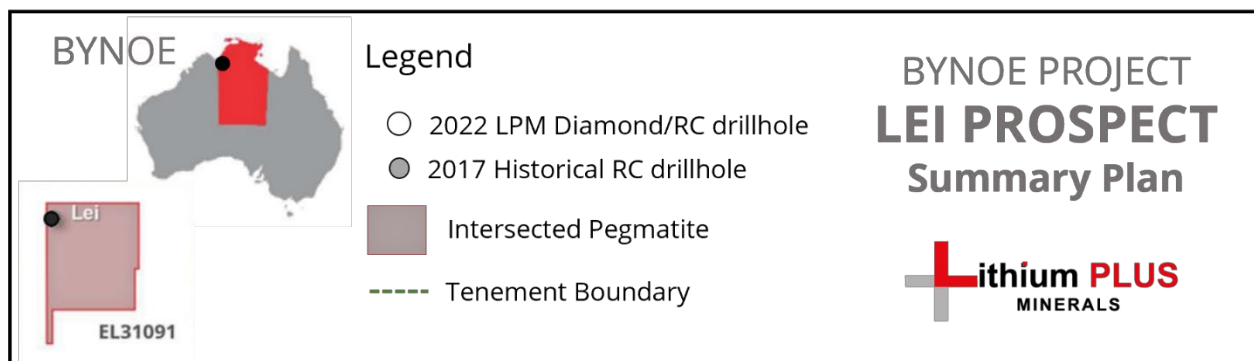 BYNOE
Lei
EL31091
Legend
2022 LPM Diamond/RC drillhole
2017 Historical RC drillhole
Intersected Pegmatite
Tenement Boundary
BYNOE PROJECT
LEI PROSPECT
Summary Plan
Lithium PLUS
MINERALS